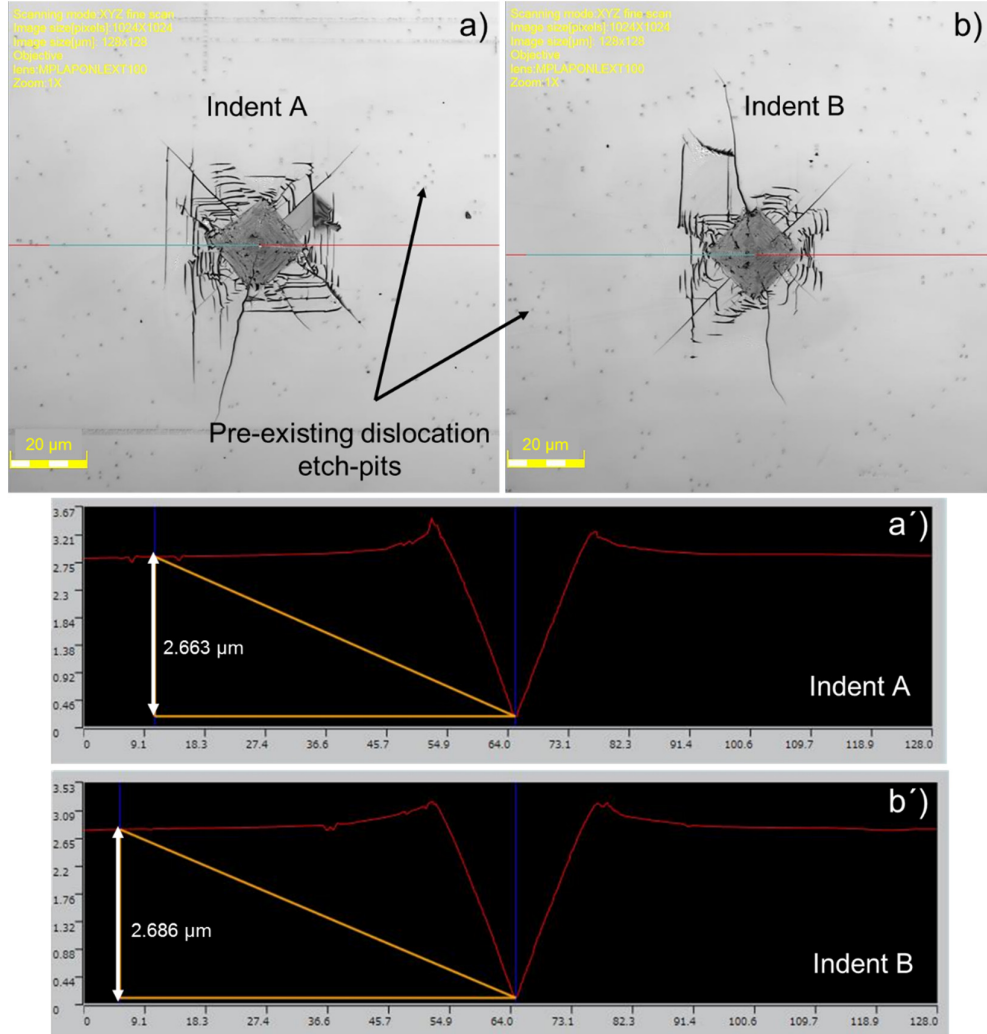 Scanning mode:XYZ fine scan
Image size[pixels]:1024X1024
Image size[µm]: 128x128
Objective
lens:MPLAPONLEXT100
Zoom:1X
a)
Indent A
20 µm
Scanning mode:XYZ fine scan
Image size[pixels]:1024X1024
Image size[µm]: 128x128
Objective
lens:MPLAPONLEXT100
Zoom:1X
b)
Indent B
20 µm
Pre-existing dislocation
etch-pits
a´)
3.67
3.21
2.75
2.3
1.84
1.38
0.92
0.46
0
2.663 µm
Indent A
0 9.1 18.3 27.4 36.6 45.7 54.9 64.0 73.1 82.3 91.4 100.6 109.7 118.9 128.0
b´)
3.53
3.09
2.65
2.2
1.76
1.32
0.88
0.44
0
2.686 µm
Indent B
0 9.1 18.3 27.4 36.6 45.7 54.9 64.0 73.1 82.3 91.4 100.6 109.7 118.9 128.0